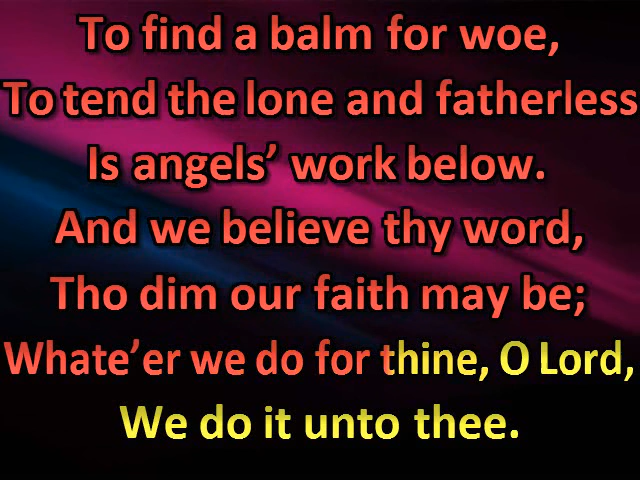 To find a balm for woe,
To tend the lone and fatherless
Is angels’ work below.
And we believe thy word,
Tho dim our faith may be;
Whate’er we do for thine, O Lord,
We do it unto thee.